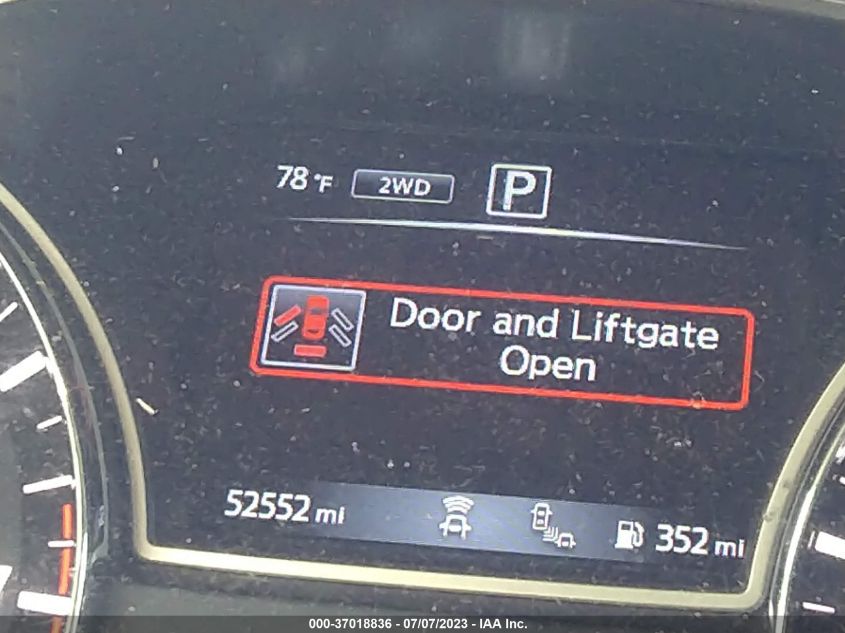 78°F 2WD P
Door and Liftgate
Open
52552 mi 352 mi
000-37018836 / 07/07/2023 - IAA Inc.